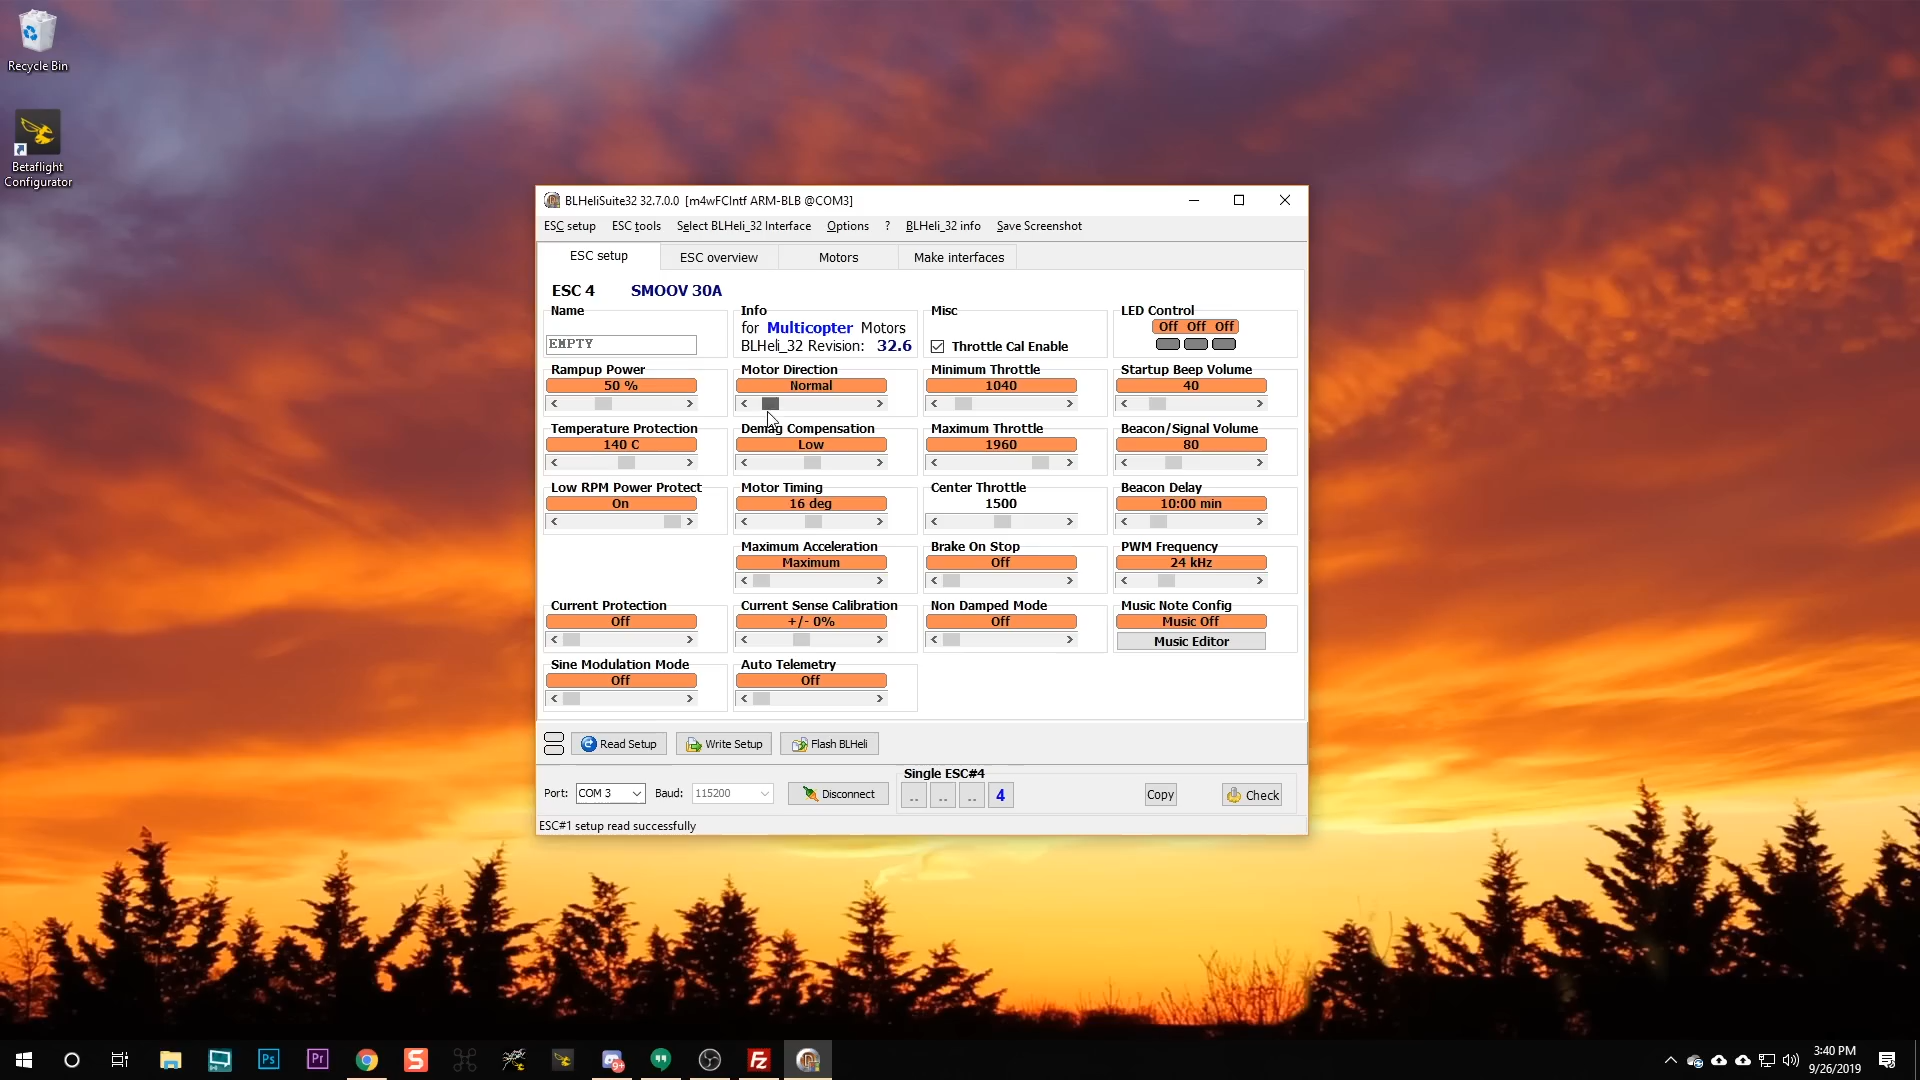 Recycle Bin
Betaflight
Configurator
BLHeliSuite32 32.7.0.0 [m4wFCIntf ARM-BLB @COM3]
ESC setup ESC tools Select BLHeli_32 Interface Options ? BLHeli_32 info Save Screenshot
ESC setup ESC overview Motors Make interfaces
ESC 4 SMOOV 30A
Name Info Misc LED Control
for Multicopter Motors Off Off Off
EMPTY BLHeli_32 Revision: 32.6 Throttle Cal Enable
Rampup Power Motor Direction Minimum Throttle Startup Beep Volume
50 % Normal 1040 40
Temperature Protection Demag Compensation Maximum Throttle Beacon/Signal Volume
140 C Low 1960 80
Low RPM Power Protect Motor Timing Center Throttle Beacon Delay
On 16 deg 1500 10:00 min
Maximum Acceleration Brake On Stop PWM Frequency
Maximum Off 24 kHz
Current Protection Current Sense Calibration Non Damped Mode Music Note Config
Off +/- 0% Off Music Off
Music Editor
Sine Modulation Mode Auto Telemetry
Off Off
Read Setup Write Setup Flash BLHeli
Single ESC#4
Port: COM 3 Baud: 115200 Disconnect .. .. .. 4 Copy Check
ESC#1 setup read successfully
Ps Pr S 9+ Fz
3:40 PM
9/26/2019